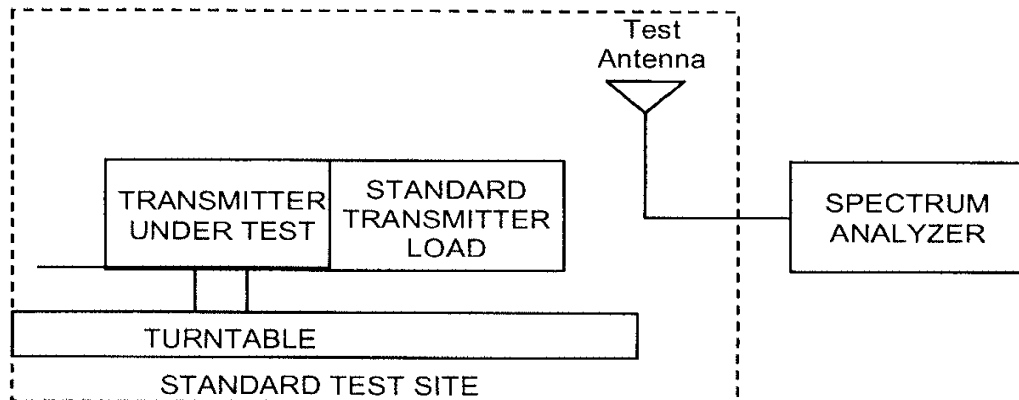 Test
Antenna
TRANSMITTER
UNDER TEST
STANDARD
TRANSMITTER
LOAD
SPECTRUM
ANALYZER
TURNTABLE
STANDARD TEST SITE